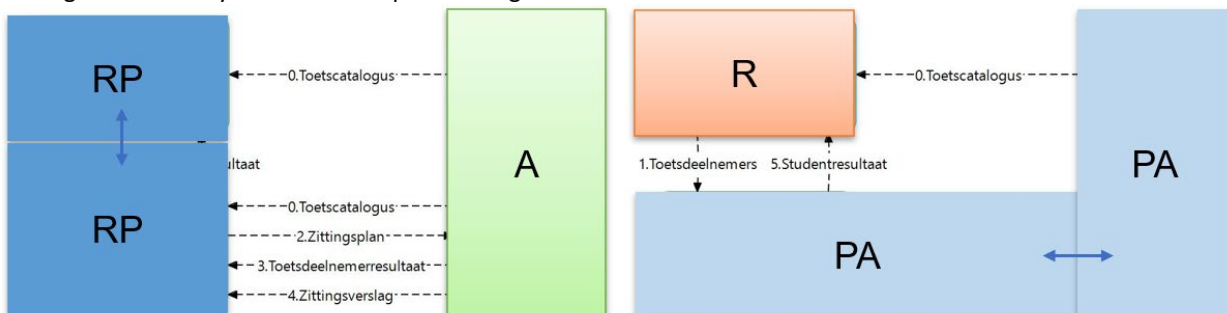 RP
0.Toetscatalogus
ultaat
RP
A
0.Toetscatalogus
2.Zittingsplan
3.Toetsdeelnemerresultaat
4.Zittingsverslag
R
0.Toetscatalogus
1.Toetsdeelnemers
5.Studentresultaat
PA
PA